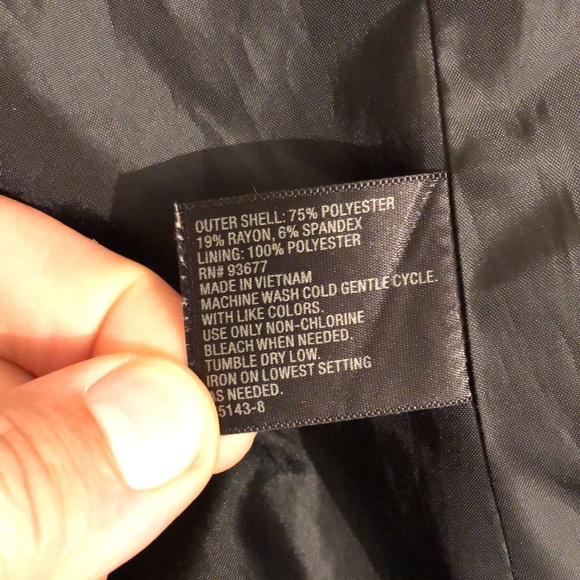 OUTER SHELL: 75% POLYESTER
19% RAYON, 6% SPANDEX
LINING: 100% POLYESTER
RN# 93677
MADE IN VIETNAM
MACHINE WASH COLD GENTLE CYCLE.
WITH LIKE COLORS.
USE ONLY NON-CHLORINE
BLEACH WHEN NEEDED.
TUMBLE DRY LOW.
IRON ON LOWEST SETTING
AS NEEDED.
5143-8